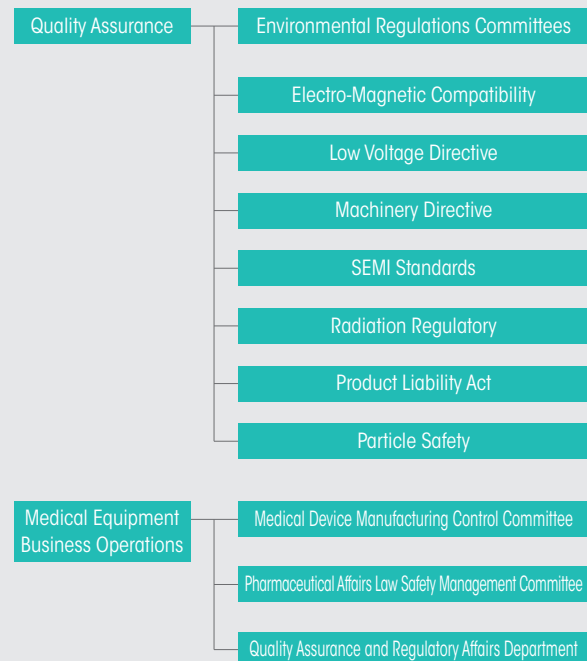 Quality Assurance
Environmental Regulations Committees
Electro-Magnetic Compatibility
Low Voltage Directive
Machinery Directive
SEMI Standards
Radiation Regulatory
Product Liability Act
Particle Safety
Medical Equipment
Business Operations
Medical Device Manufacturing Control Committee
Pharmaceutical Affairs Law Safety Management Committee
Quality Assurance and Regulatory Affairs Department